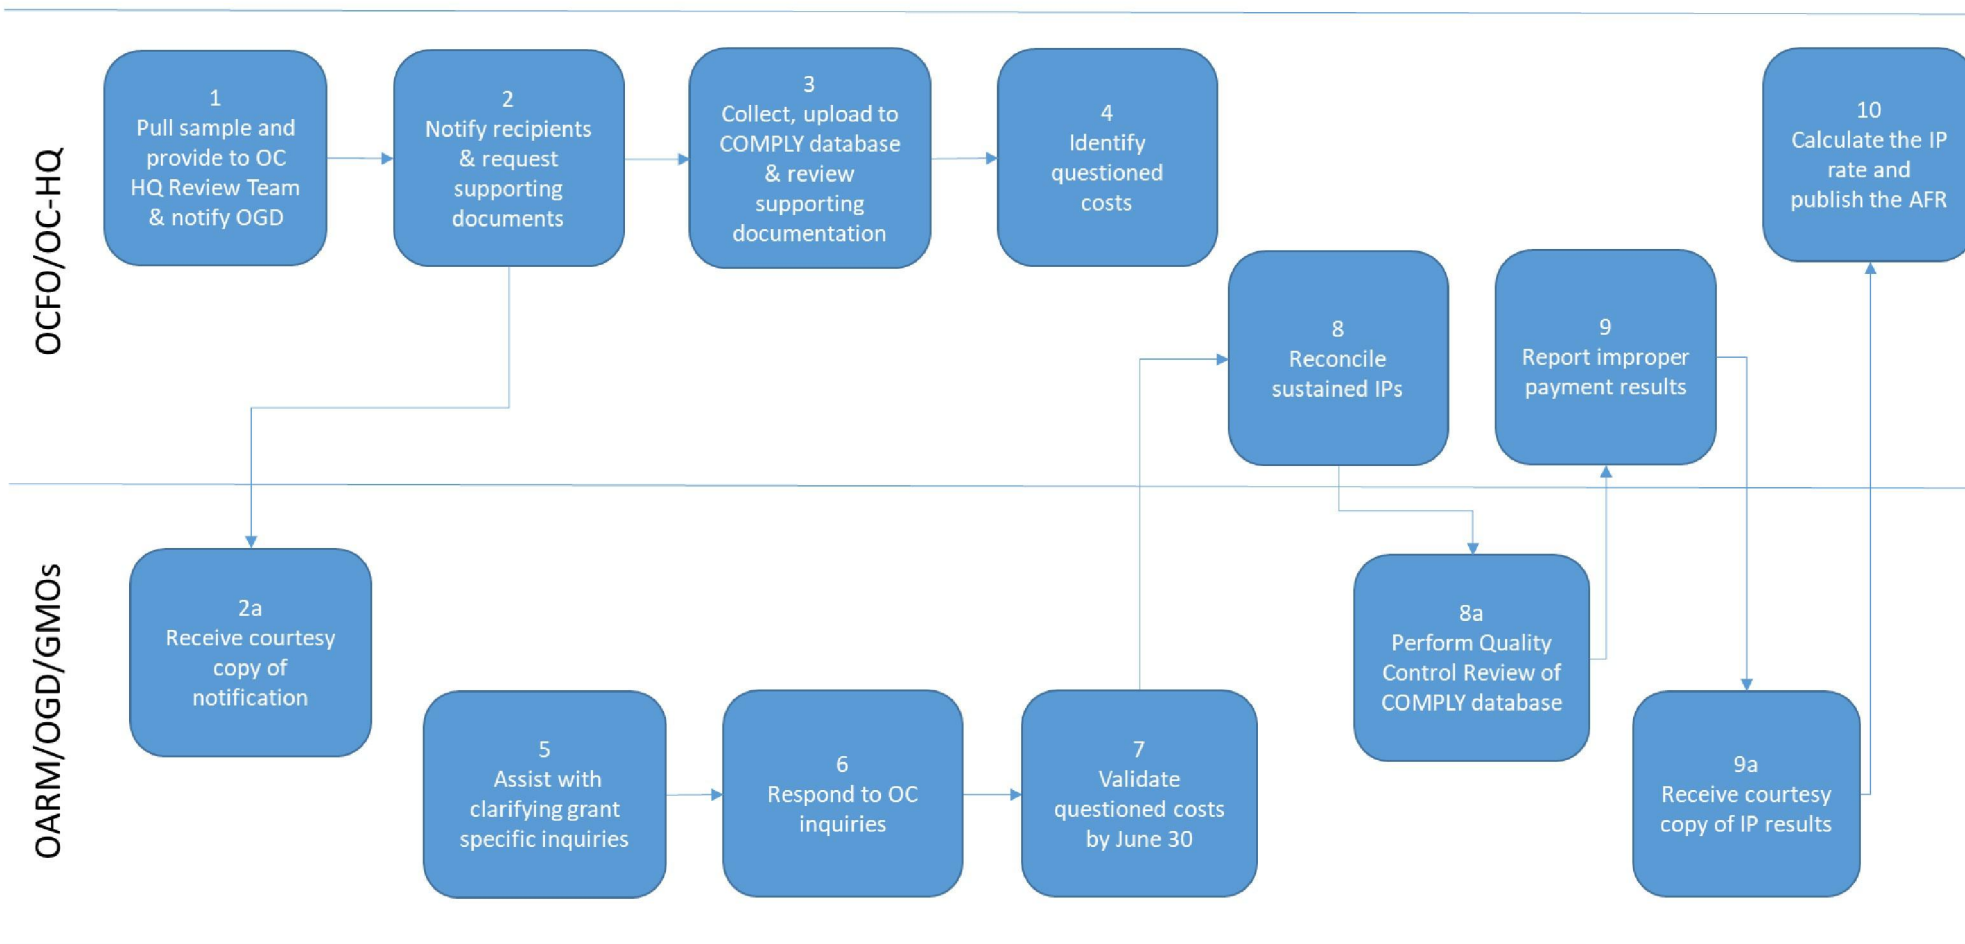 OCFO/OC-HQ
1
Pull sample and
provide to OC
HQ Review Team
& notify OGD
2
Notify recipients
& request
supporting
documents
3
Collect, upload to
COMPLY database
& review
supporting
documentation
4
Identify
questioned
costs
8
Reconcile
sustained IPs
9
Report improper
payment results
10
Calculate the IP
rate and
publish the AFR
OARM/OGD/GMOs
2a
Receive courtesy
copy of
notification
5
Assist with
clarifying grant
specific inquiries
6
Respond to OC
inquiries
7
Validate
questioned costs
by June 30
8a
Perform Quality
Control Review of
COMPLY database
9a
Receive courtesy
copy of IP results